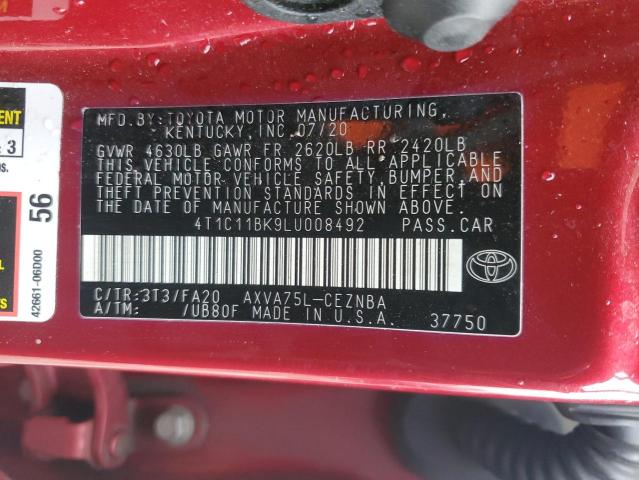 MFD.BY:TOYOTA MOTOR MANUFACTURING,
KENTUCKY, INC. 07/20
GVWR 4630LB GAWR FR 2620LB RR 2420LB
THIS VEHICLE CONFORMS TO ALL APPLICABLE
FEDERAL MOTOR VEHICLE SAFETY, BUMPER, AND
THEFT PREVENTION STANDARDS IN EFFECT ON
THE DATE OF MANUFACTURE SHOWN ABOVE.
4T1C11BK9LU008492 PASS.CAR
C/TR:3T3/FA20 AXVA75L-CEZNBA
A/TM: /UB80F MADE IN U.S.A. 37750
3
56
42661-06D00